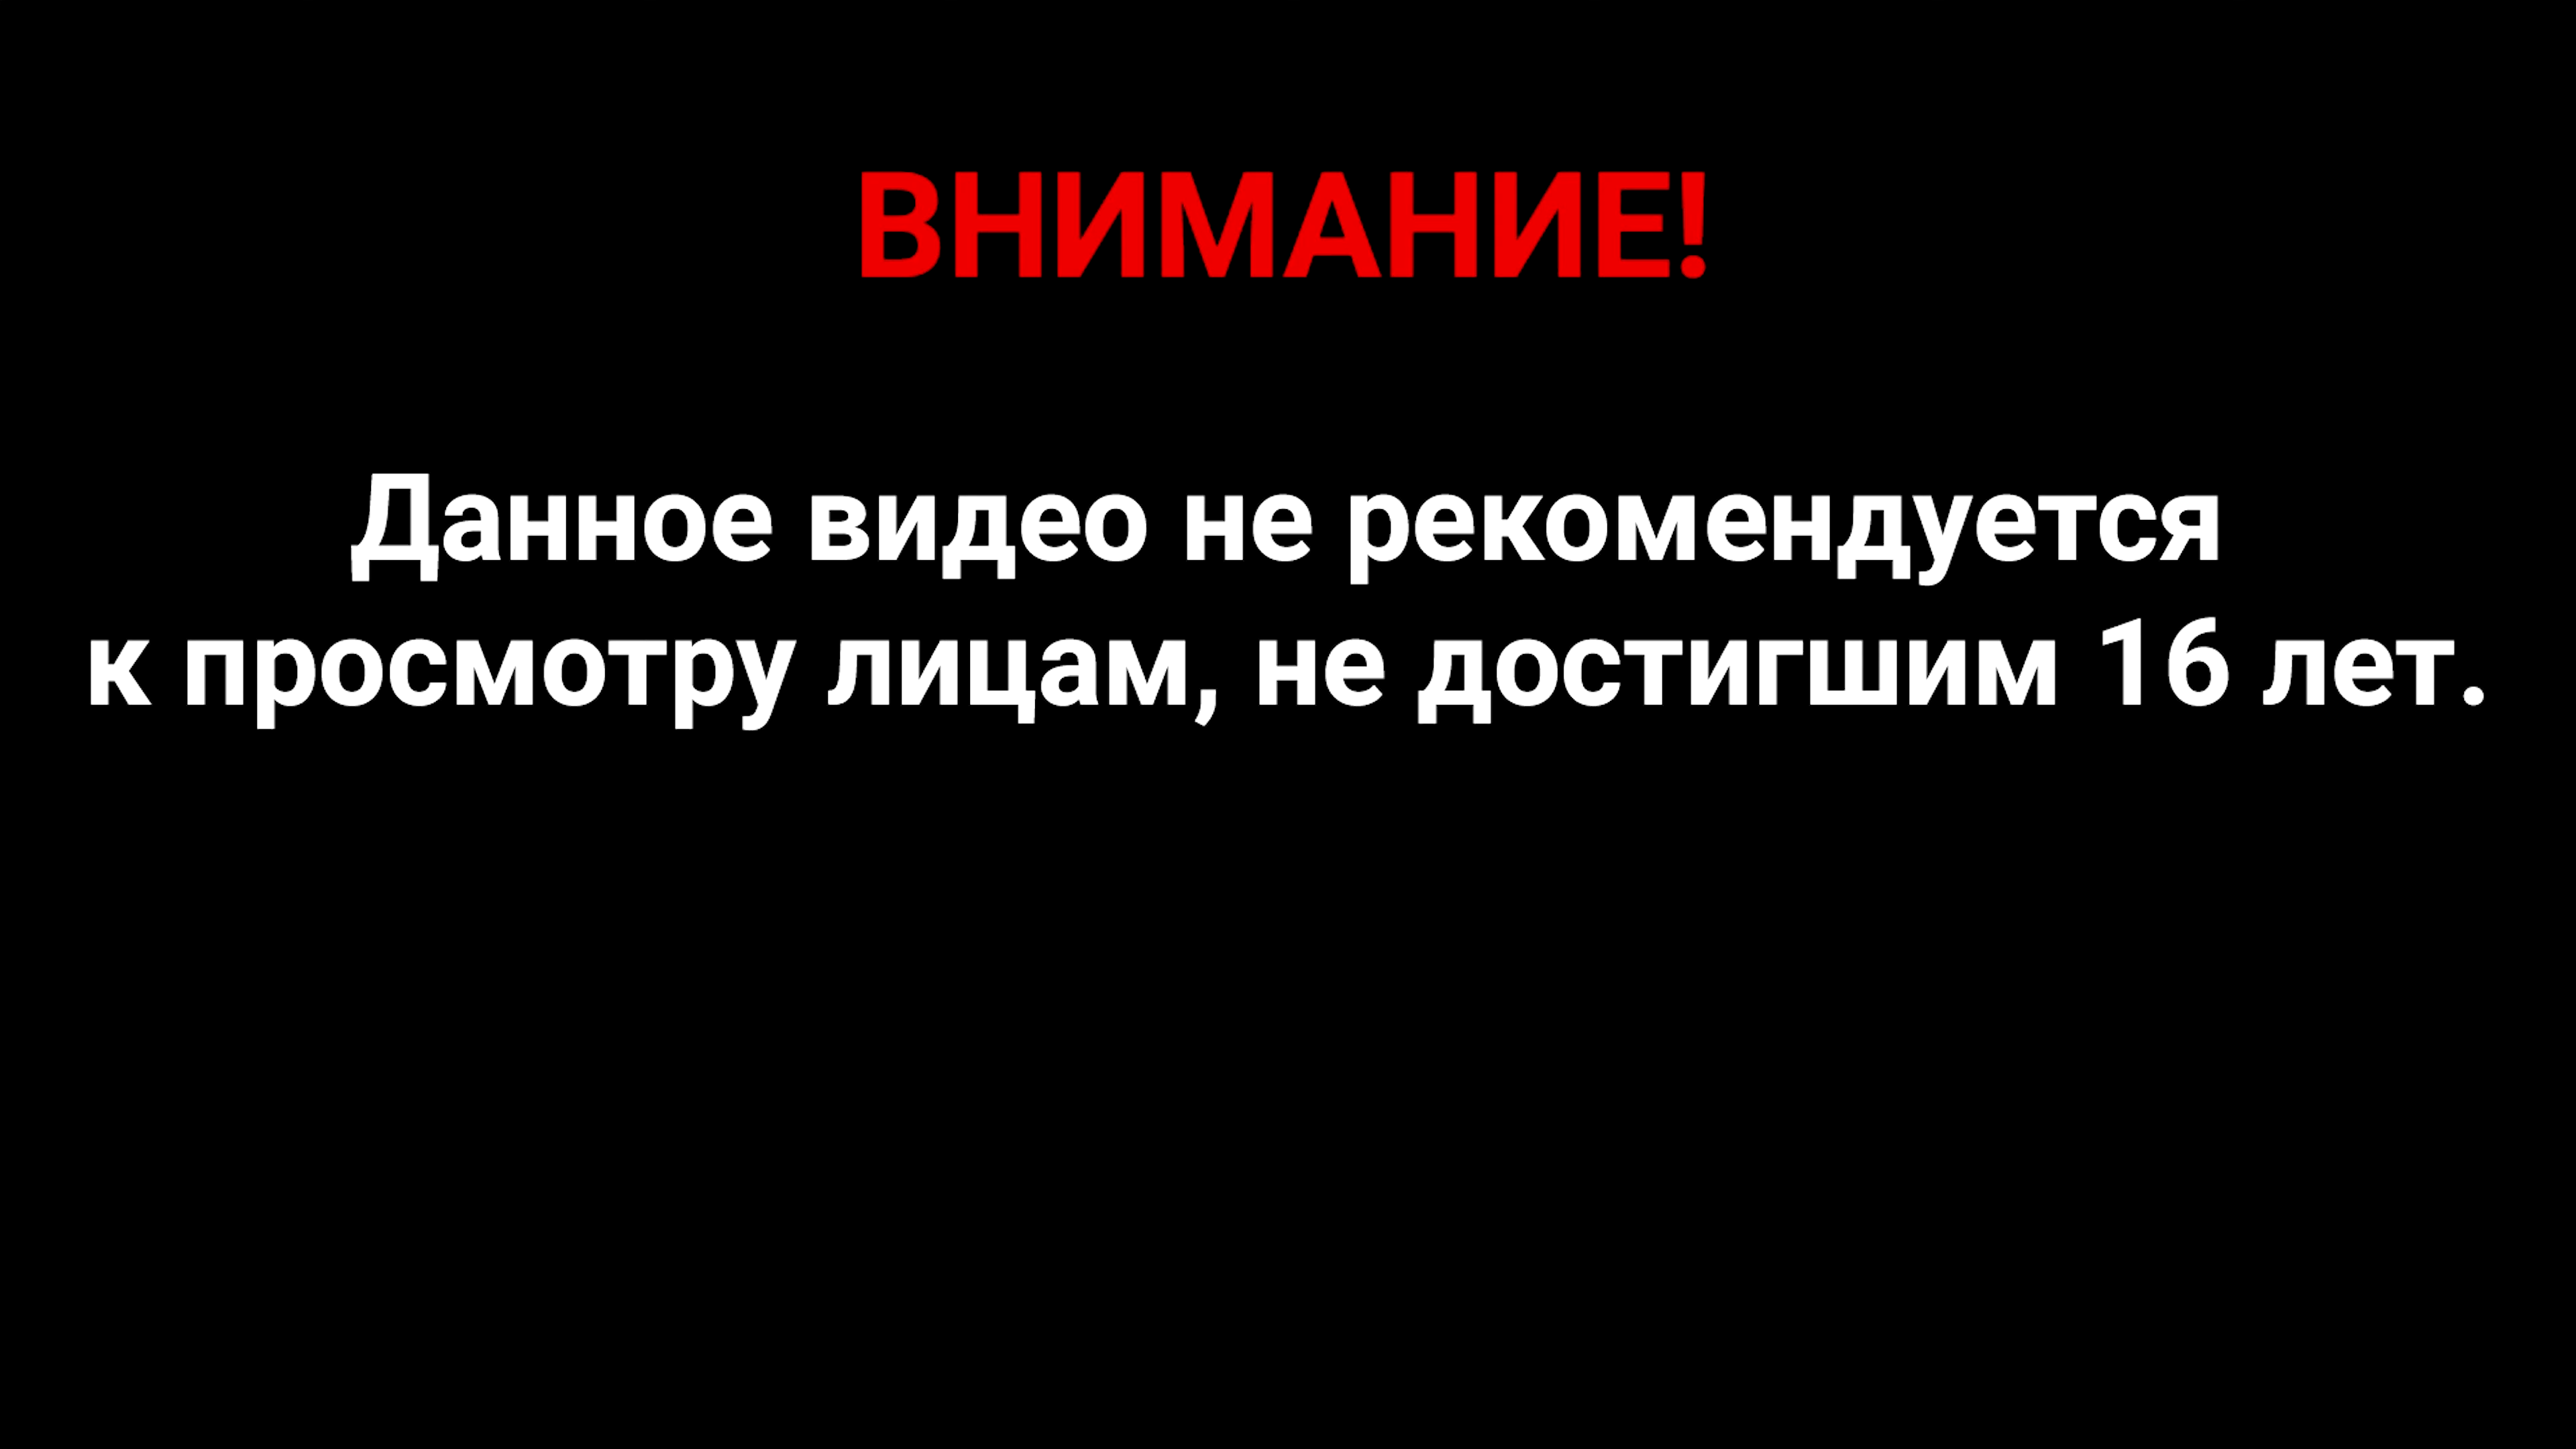 ВНИМАНИЕ!
Данное видео не рекомендуется
к просмотру лицам, не достигшим 16 лет.